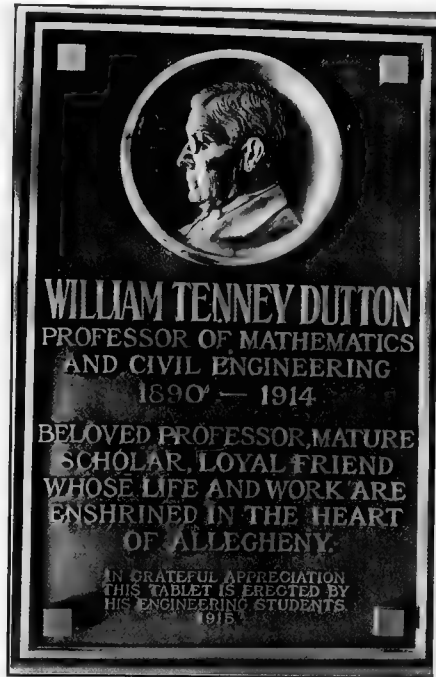 WILLIAM TENNEY DUTTON
PROFESSOR OF MATHEMATICS
AND CIVIL ENGINEERING
1890 — 1914
BELOVED PROFESSOR, MATURE
SCHOLAR, LOYAL FRIEND
WHOSE LIFE AND WORK ARE
ENSHRINED IN THE HEART
OF ALLEGHENY.
IN GRATEFUL APPRECIATION
THIS TABLET IS ERECTED BY
HIS ENGINEERING STUDENTS.
1915